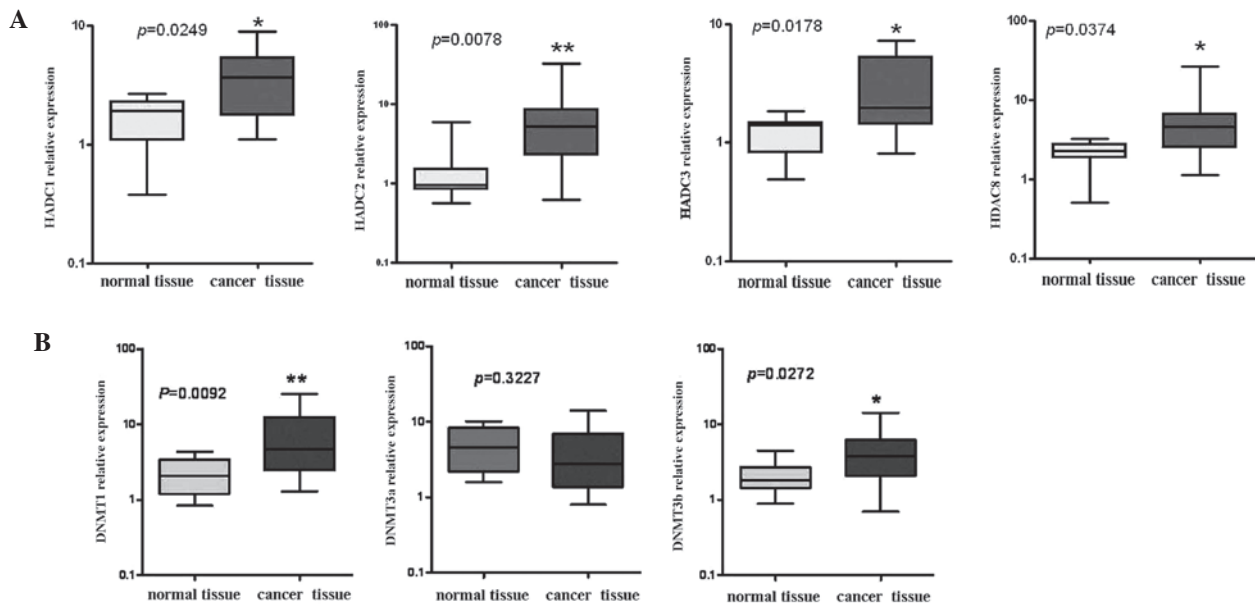 A
HADC1 relative expression
10
1
0.1
p=0.0249
*
normal tissue
cancer tissue
HADC2 relative expression
100
10
1
0.1
p=0.0078
**
normal tissue
cancer tissue
HADC3 relative expression
10
1
0.1
p=0.0178
*
normal tissue
cancer tissue
HDAC8 relative expression
100
10
1
0.1
p=0.0374
*
normal tissue
cancer tissue
B
DNMT1 relative expression
100
10
1
0.1
P=0.0092
**
normal tissue
cancer tissue
DNMT3a relative expression
100
10
1
0.1
p=0.3227
normal tissue
cancer tissue
DNMT3b relative expression
100
10
1
0.1
p=0.0272
*
normal tissue
cancer tissue